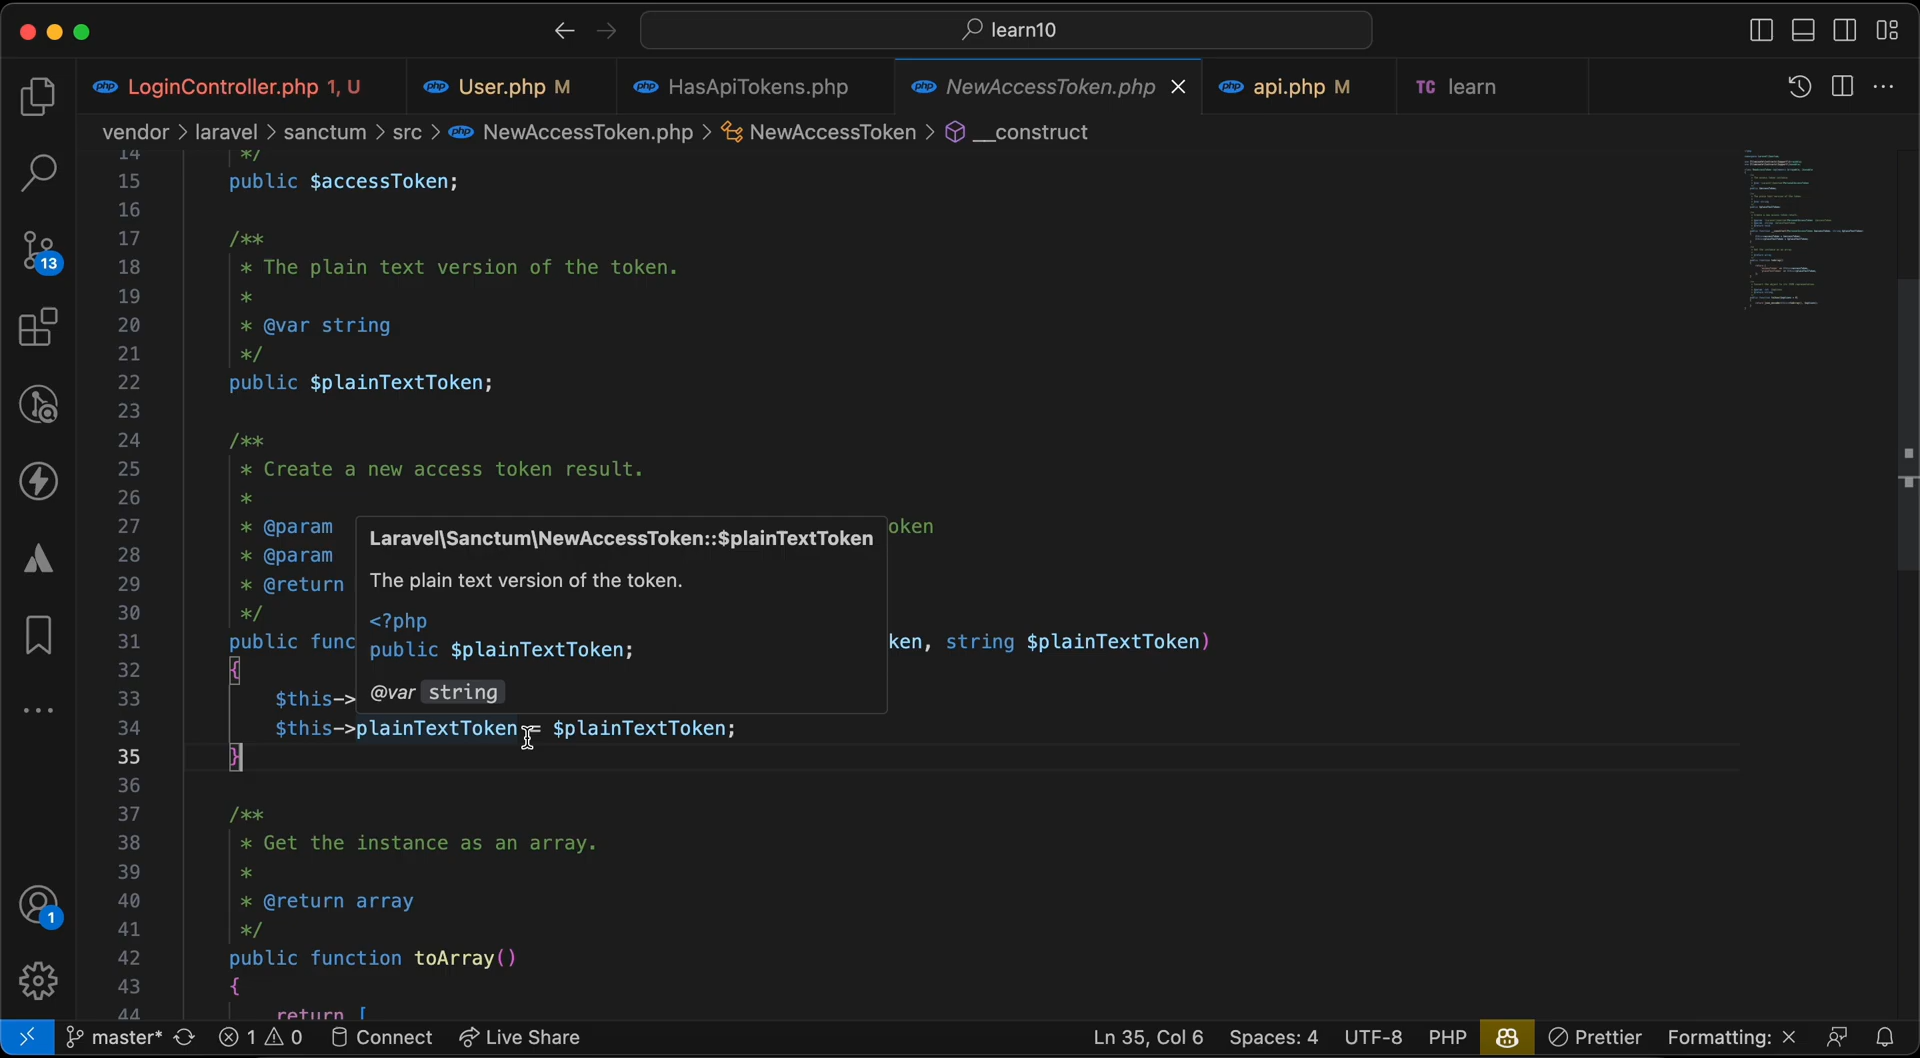 learn10
LoginController.php 1, U
User.php M
HasApiTokens.php
NewAccessToken.php
api.php M
TC learn
vendor > laravel > sanctum > src > php NewAccessToken.php > NewAccessToken > __construct
14 */
15 public $accessToken;
16
17 /**
18 * The plain text version of the token.
19 *
20 * @var string
21 */
22 public $plainTextToken;
23
24 /**
25 * Create a new access token result.
26 *
27 * @param oken
28 * @param
29 * @return
30 */
31 public func ken, string $plainTextToken)
32 {
33 $this->
34 $this->plainTextToken = $plainTextToken;
35 }
36
37 /**
38 * Get the instance as an array.
39 *
40 * @return array
41 */
42 public function toArray()
43 {
44 return [
Laravel\Sanctum\NewAccessToken::$plainTextToken
The plain text version of the token.
<?php
public $plainTextToken;
@var string
13
1
master* 1 0 Connect Live Share Ln 35, Col 6 Spaces: 4 UTF-8 PHP Prettier Formatting: ×